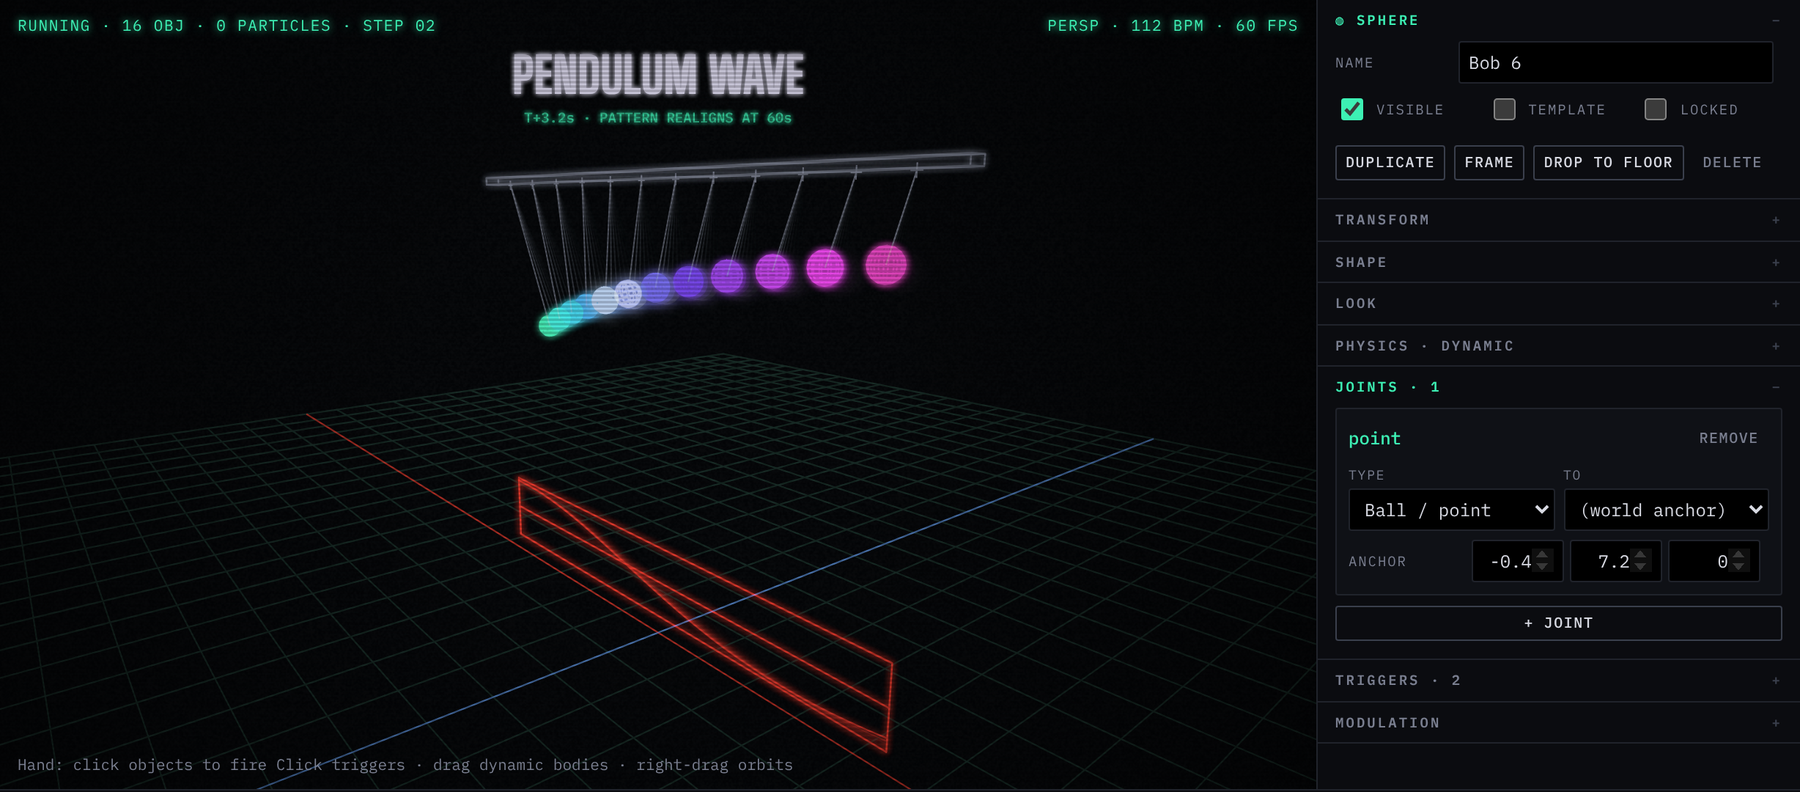 RUNNING · 16 OBJ · 0 PARTICLES · STEP 02
PERSP · 112 BPM · 60 FPS
PENDULUM WAVE
T+3.2s · PATTERN REALIGNS AT 60s
Hand: click objects to fire Click triggers · drag dynamic bodies · right-drag orbits
SPHERE −
NAME Bob 6
VISIBLE TEMPLATE LOCKED
DUPLICATE FRAME DROP TO FLOOR DELETE
TRANSFORM +
SHAPE +
LOOK +
PHYSICS · DYNAMIC +
JOINTS · 1 −
point REMOVE
TYPE TO
Ball / point (world anchor)
ANCHOR -0.4 7.2 0
+ JOINT
TRIGGERS · 2 +
MODULATION +